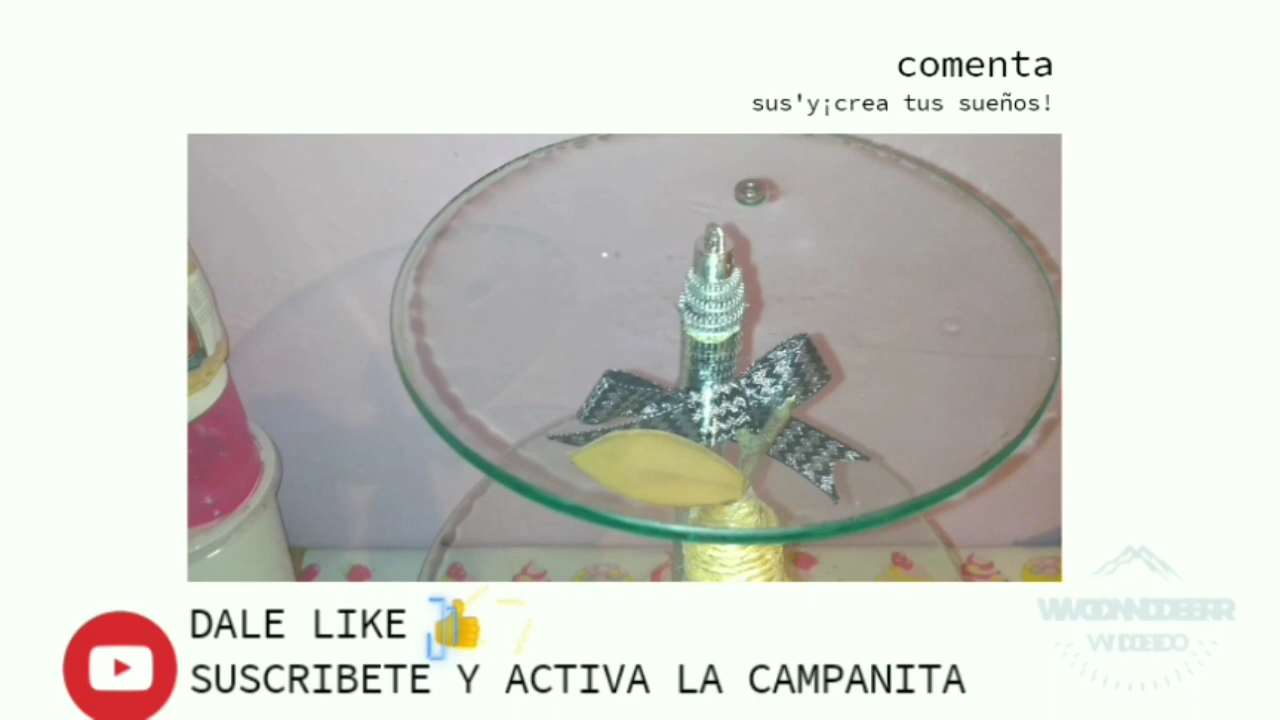 comenta
sus'y¡crea tus sueños!
DALE LIKE
SUSCRIBETE Y ACTIVA LA CAMPANITA